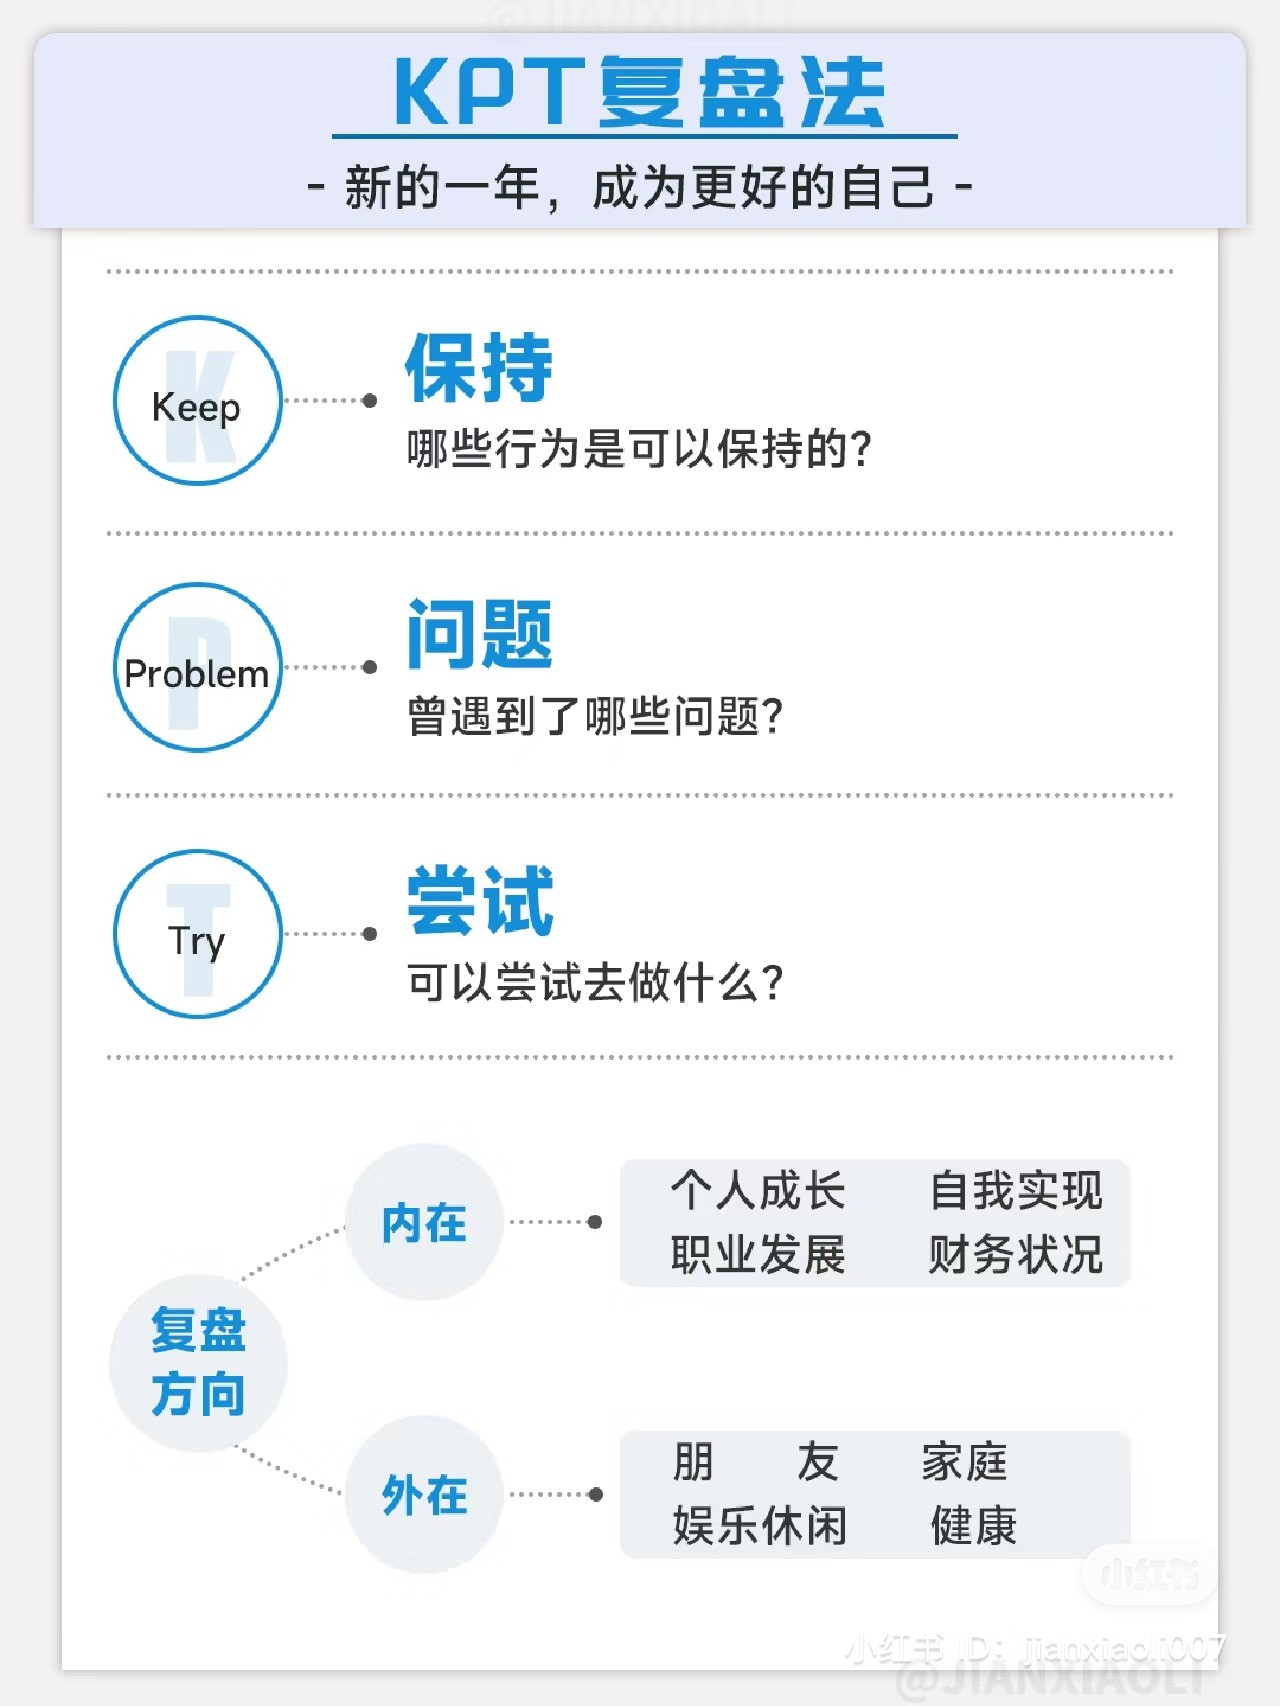 @JIANXIAOLI
KPT复盘法
- 新的一年，成为更好的自己 -
K
Keep
保持
哪些行为是可以保持的？
P
Problem
问题
曾遇到了哪些问题？
T
Try
尝试
可以尝试去做什么？
复盘
方向
内在
个人成长 自我实现
职业发展 财务状况
外在
朋 友 家庭
娱乐休闲 健康
小红书
小红书 ID：jianxiaoli007
@JIANXIAOLI